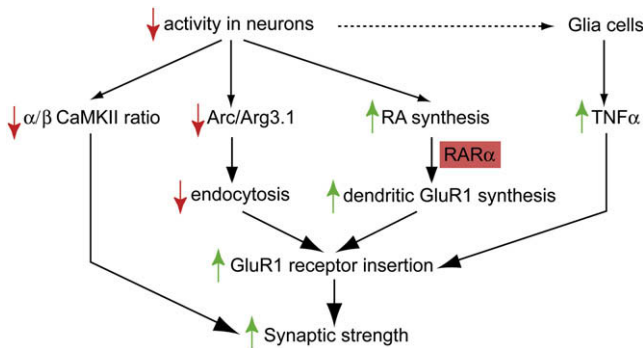 activity in neurons
Glia cells
α/β CaMKII ratio
Arc/Arg3.1
RA synthesis
TNFα
RARα
endocytosis
dendritic GluR1 synthesis
GluR1 receptor insertion
Synaptic strength